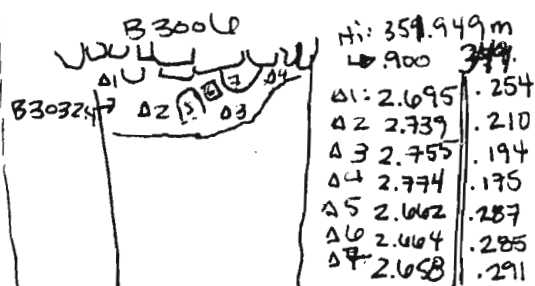 B3006
Δ1 5 6 7 Δ4
B30324 → Δ2 Δ3
Hi: 359.949m
↳ .900
Δ1: 2.695 .254
Δ2 2.739 .210
Δ3 2.755 .194
Δ4 2.774 .175
Δ5 2.662 .287
Δ6 2.664 .285
Δ7 2.658 .291